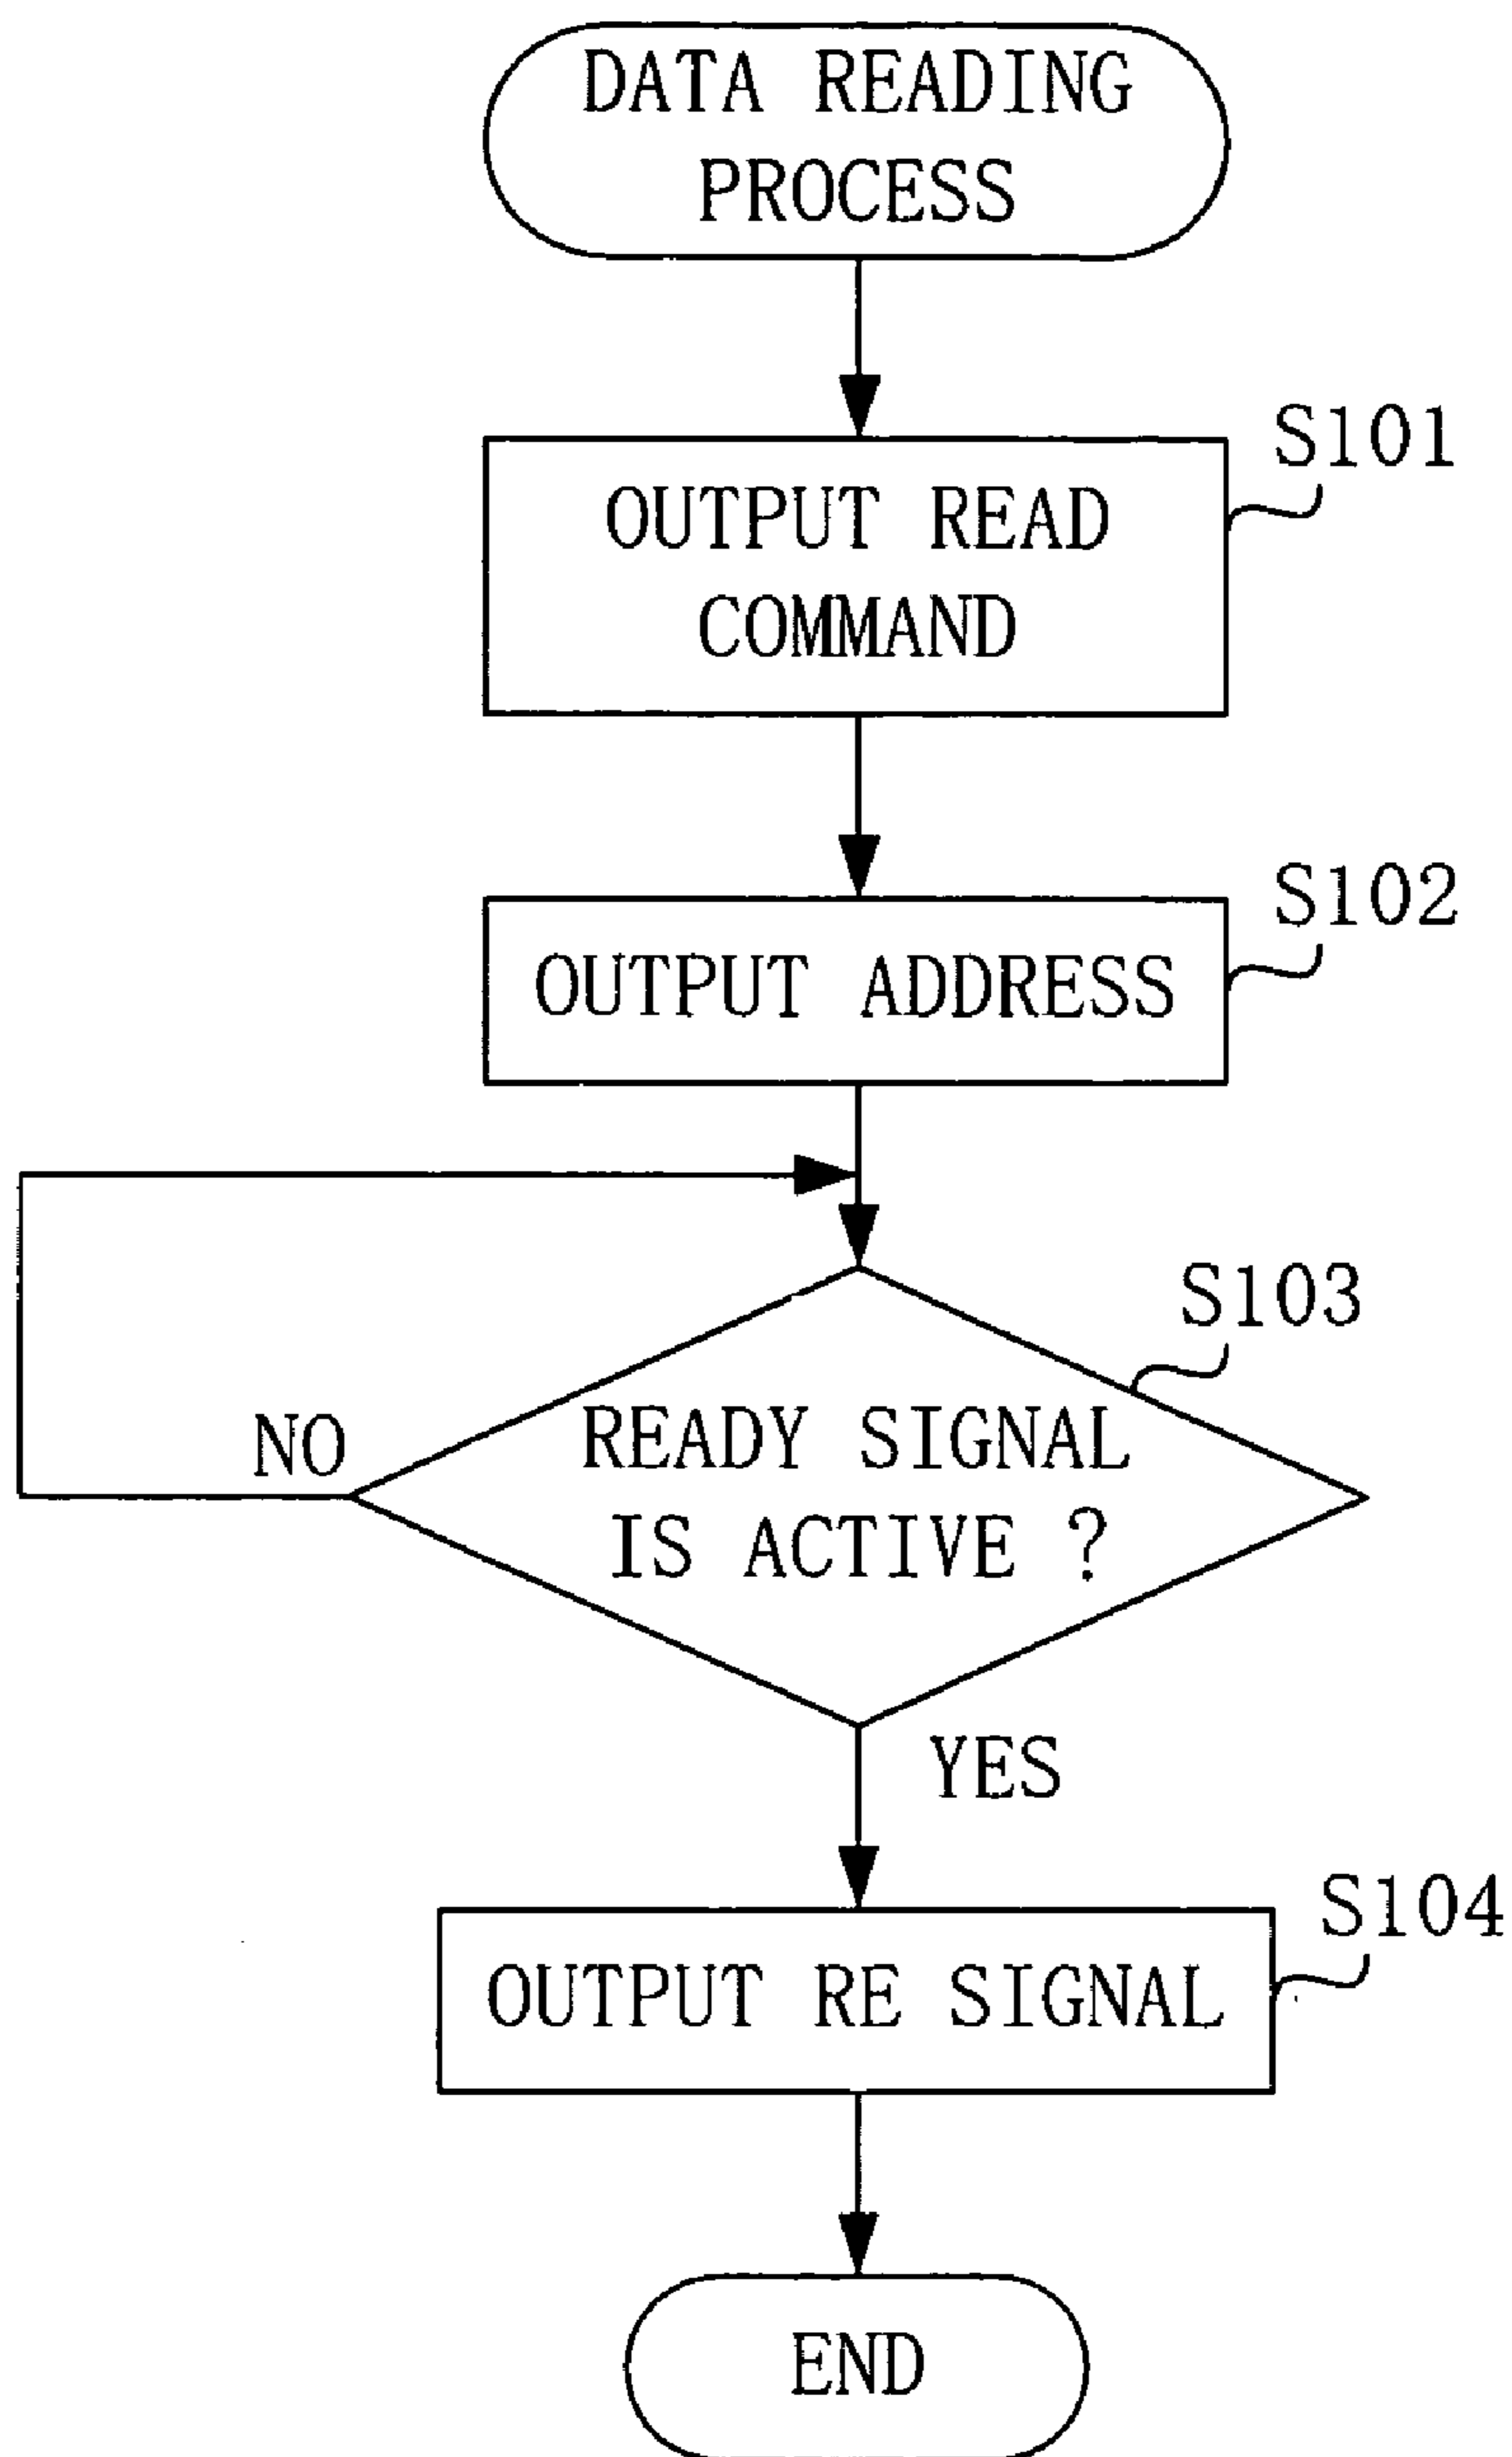 DATA READING
PROCESS
S101
OUTPUT READ
COMMAND
S102
OUTPUT ADDRESS
S103
NO
READY SIGNAL
IS ACTIVE ?
YES
S104
OUTPUT RE SIGNAL
END